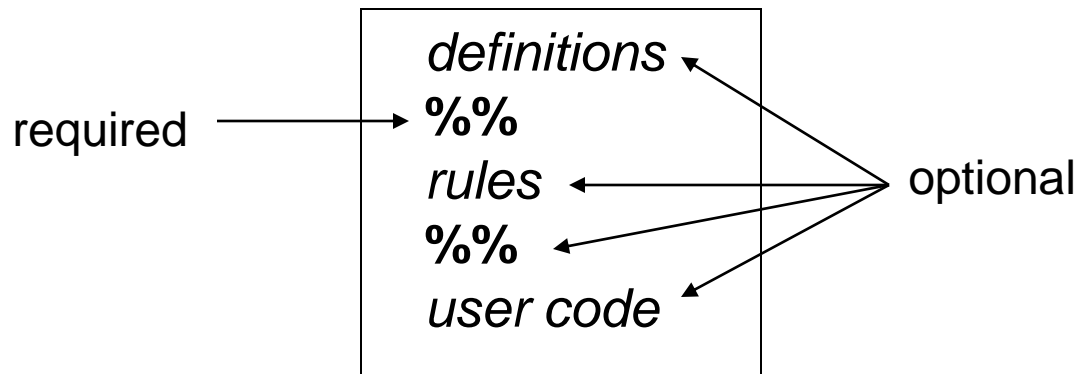 definitions
required %%
rules optional
%%
user code